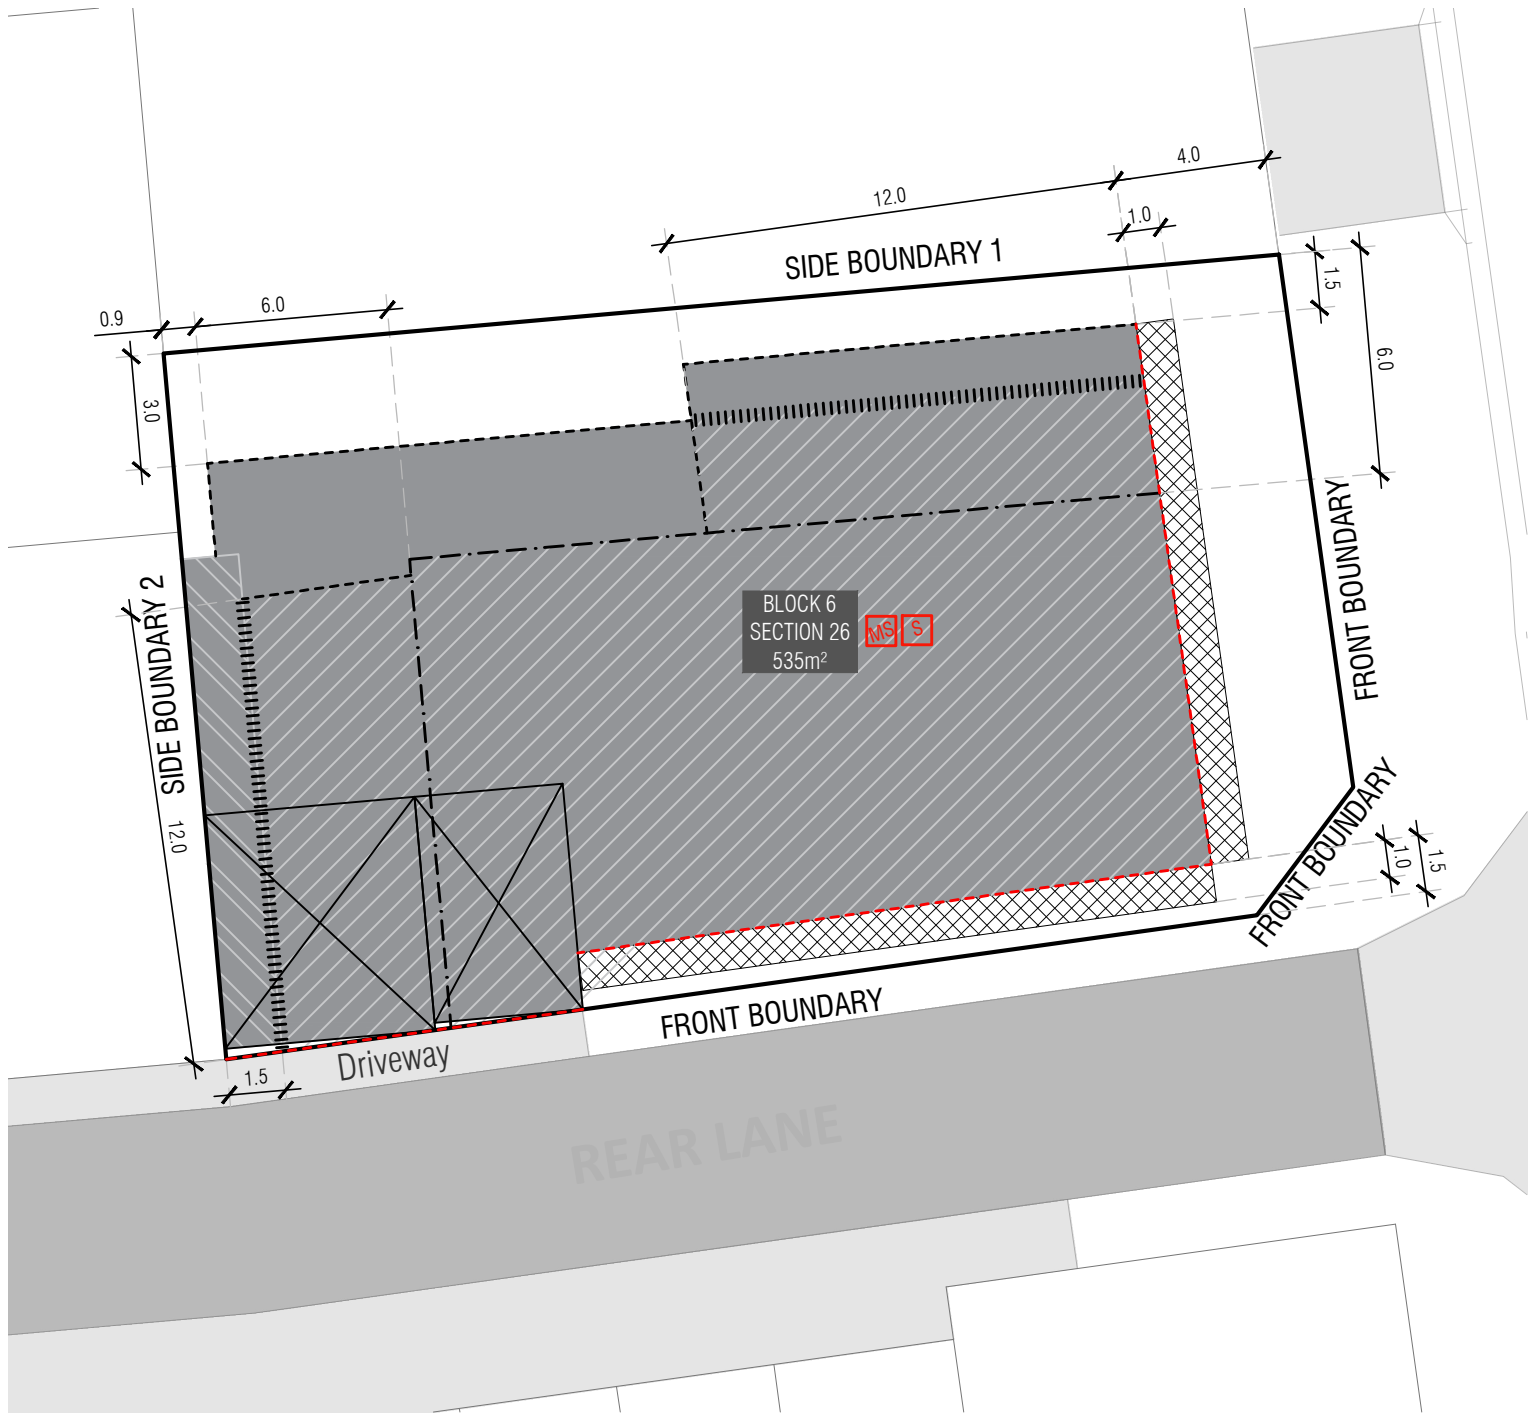 4.0
12.0
1.0
SIDE BOUNDARY 1
1.5
6.0
0.9
6.0
3.0
FRONT BOUNDARY
BLOCK 6
SECTION 26
535m²
MS
S
SIDE BOUNDARY 2
12.0
FRONT BOUNDARY
1.0
1.5
FRONT BOUNDARY
Driveway
1.5
REAR LANE